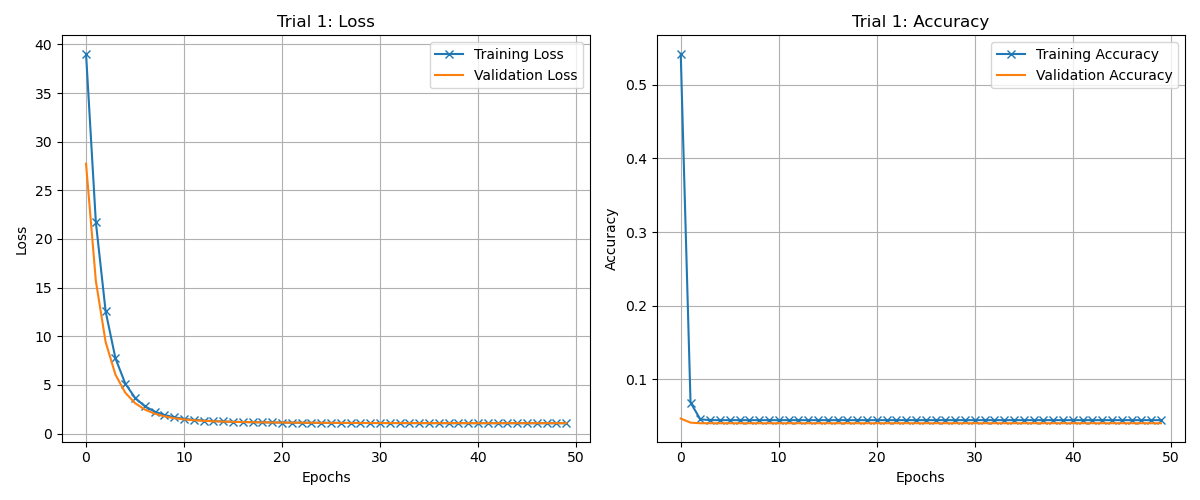 Trial 1: Loss
40
35
30
25
20
15
10
5
0
Loss
0 10 20 30 40 50
Epochs
Training Loss
Validation Loss
Trial 1: Accuracy
0.5
0.4
0.3
0.2
0.1
Accuracy
0 10 20 30 40 50
Epochs
Training Accuracy
Validation Accuracy